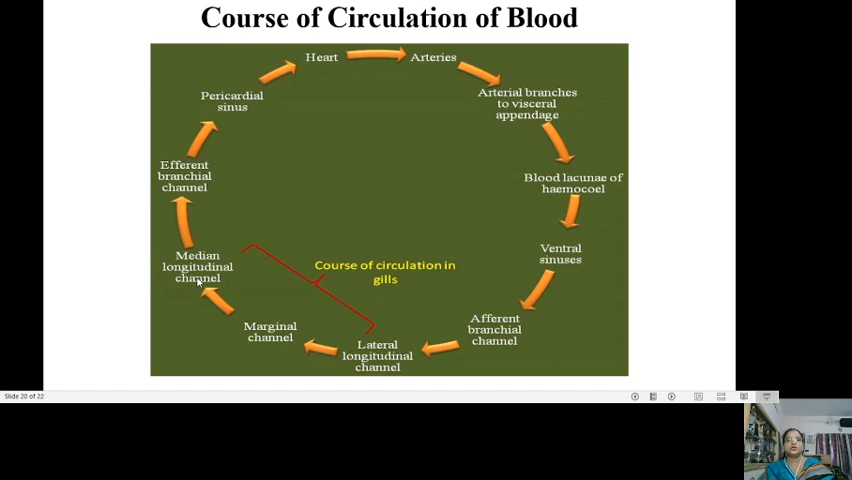 Course of Circulation of Blood
Heart
Arteries
Arterial branches
to visceral
appendage
Blood lacunae of
haemocoel
Ventral
sinuses
Afferent
branchial
channel
Lateral
longitudinal
channel
Marginal
channel
Median
longitudinal
channel
Efferent
branchial
channel
Pericardial
sinus
Course of circulation in
gills
Slide 20 of 22